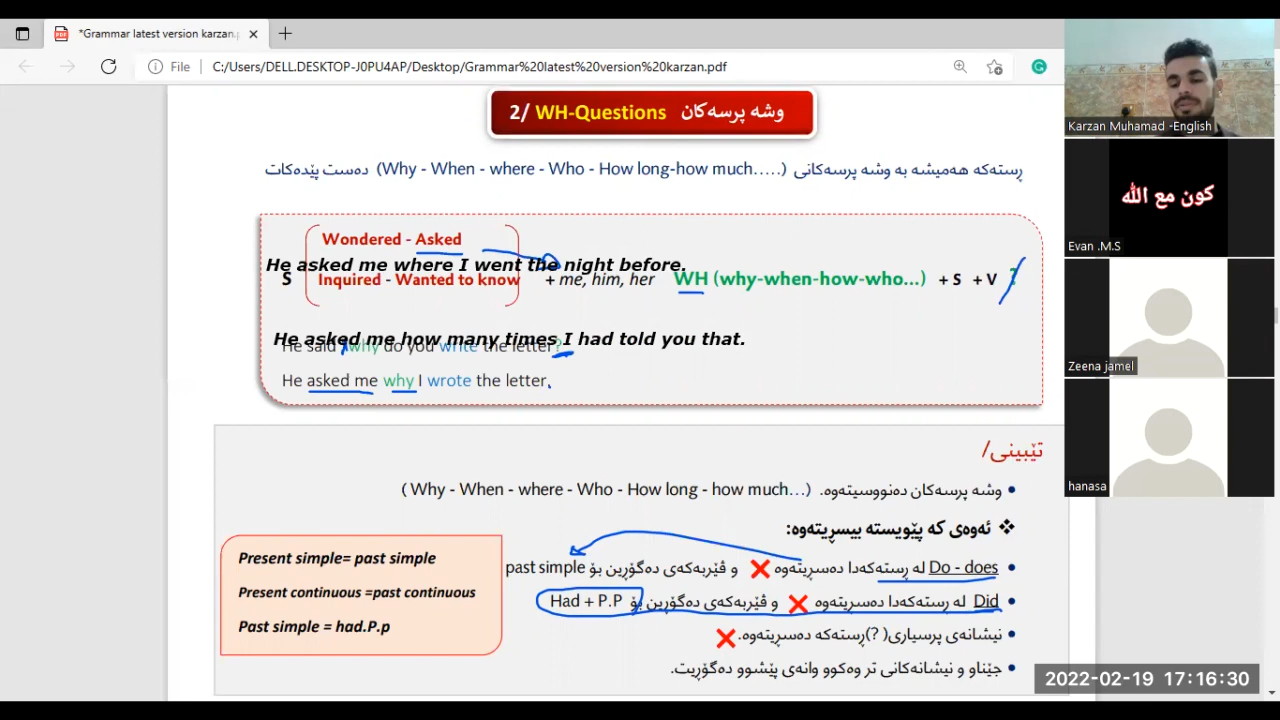 *Grammar latest version karzan.p
File C:/Users/DELL.DESKTOP-J0PU4AP/Desktop/Grammar%20latest%20version%20karzan.pdf
2/ WH-Questions وشە پرسەکان
ڕستەکە هەمیشە بە وشە پرسەکانی (Why - When - where - Who - How long-how much…..) دەست پێدەکات
Wondered - Asked
He asked me where I went the night before.
S Inquired - Wanted to know + me, him, her WH (why-when-how-who...) + S + V ?
He asked me how many times I had told you that.
He said why do you write the letter?
He asked me why I wrote the letter.
تێبینی/
• وشە پرسەکان دەنووسیتەوە. (Why - When - where - Who - How long - how much…)
❖ ئەوەی کە پێویستە بیسڕیتەوە:
• Do - does لە ڕستەکەدا دەسڕیتەوە ❌ و ڤێربەکەی دەگۆڕین بۆ past simple
• Did لە ڕستەکەدا دەسڕیتەوە ❌ و ڤێربەکەی دەگۆڕین بۆ Had + P.P
• نیشانەی پرسیاری( ?)ڕستەکە دەسڕیتەوە. ❌
• جێناو و نیشانەکانی تر وەکوو وانەی پێشوو دەگۆڕیت.
Present simple= past simple
Present continuous =past continuous
Past simple = had.P.p
Karzan Muhamad -English
كون مع الله
Evan .M.S
Zeena jamel
hanasa
2022-02-19 17:16:30